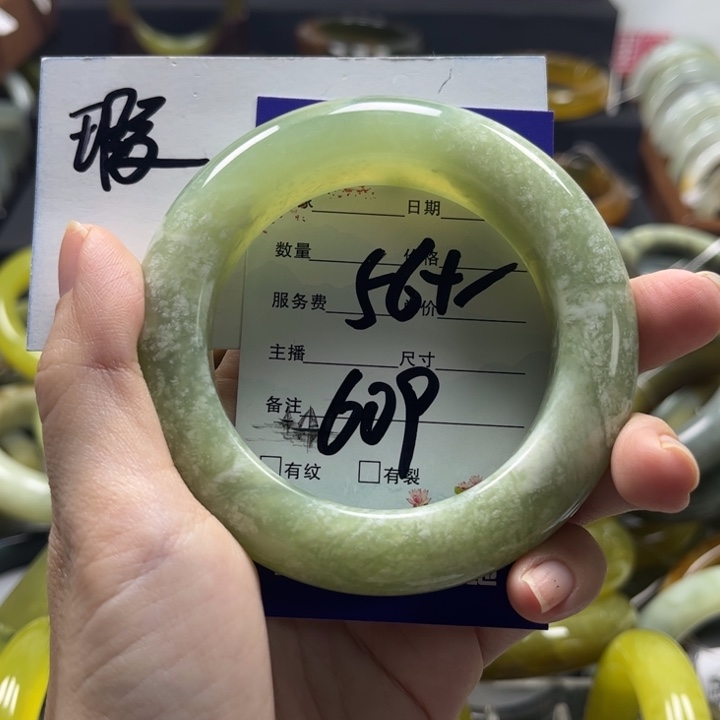 瑕
日期
数量
56+
服务费
主播 尺寸
60P
备注
有纹 有裂